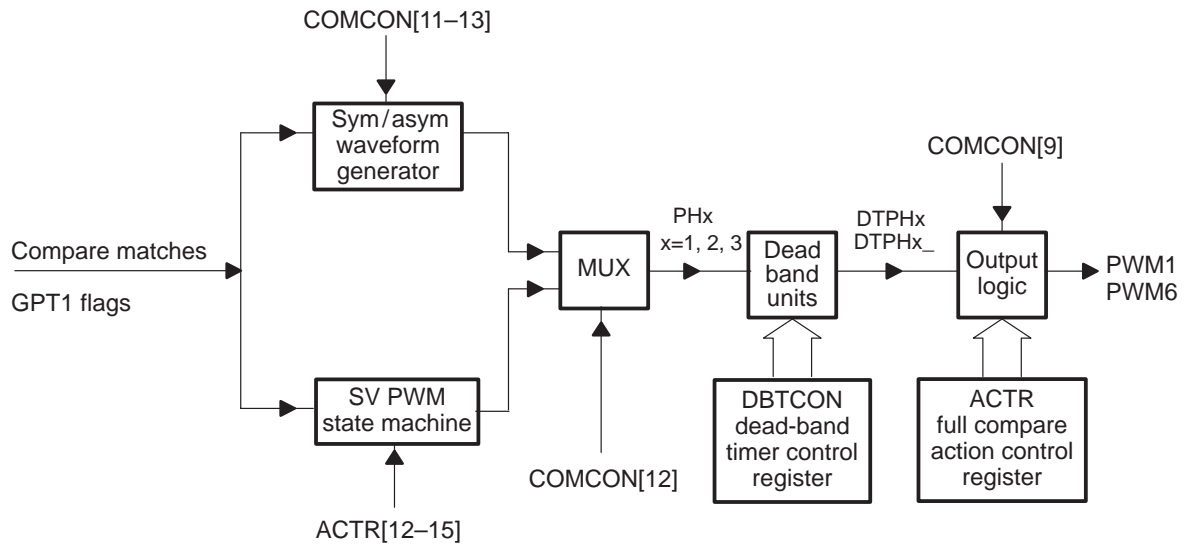 COMCON[11–13]
Sym/asym
waveform
generator
COMCON[9]
Compare matches
GPT1 flags
MUX
PHx
x=1, 2, 3
Dead
band
units
DTPHx
DTPHx_
Output
logic
PWM1
PWM6
SV PWM
state machine
DBTCON
dead-band
timer control
register
ACTR
full compare
action control
register
COMCON[12]
ACTR[12–15]